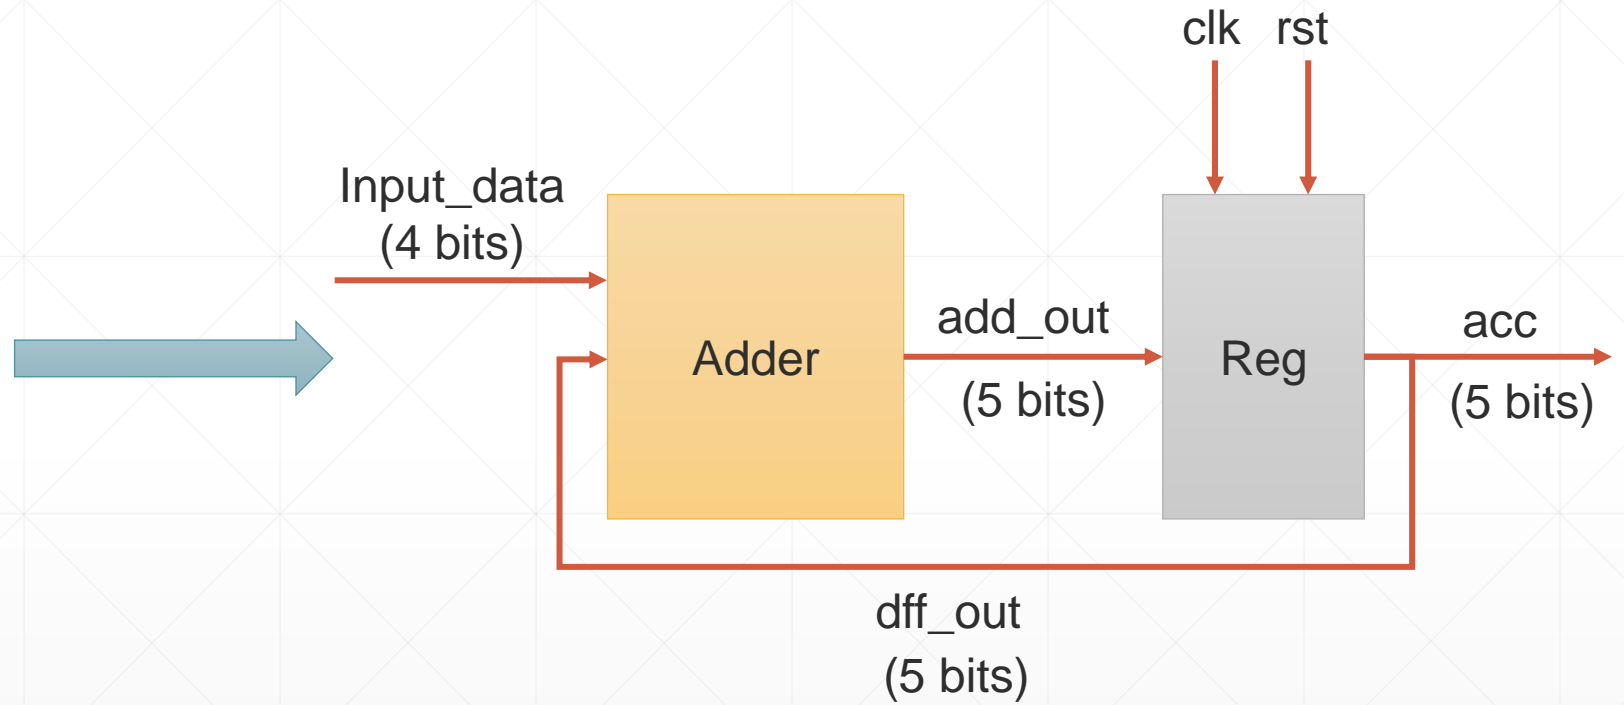 clk rst
Input_data
(4 bits)
Adder
add_out
(5 bits)
Reg
acc
(5 bits)
dff_out
(5 bits)